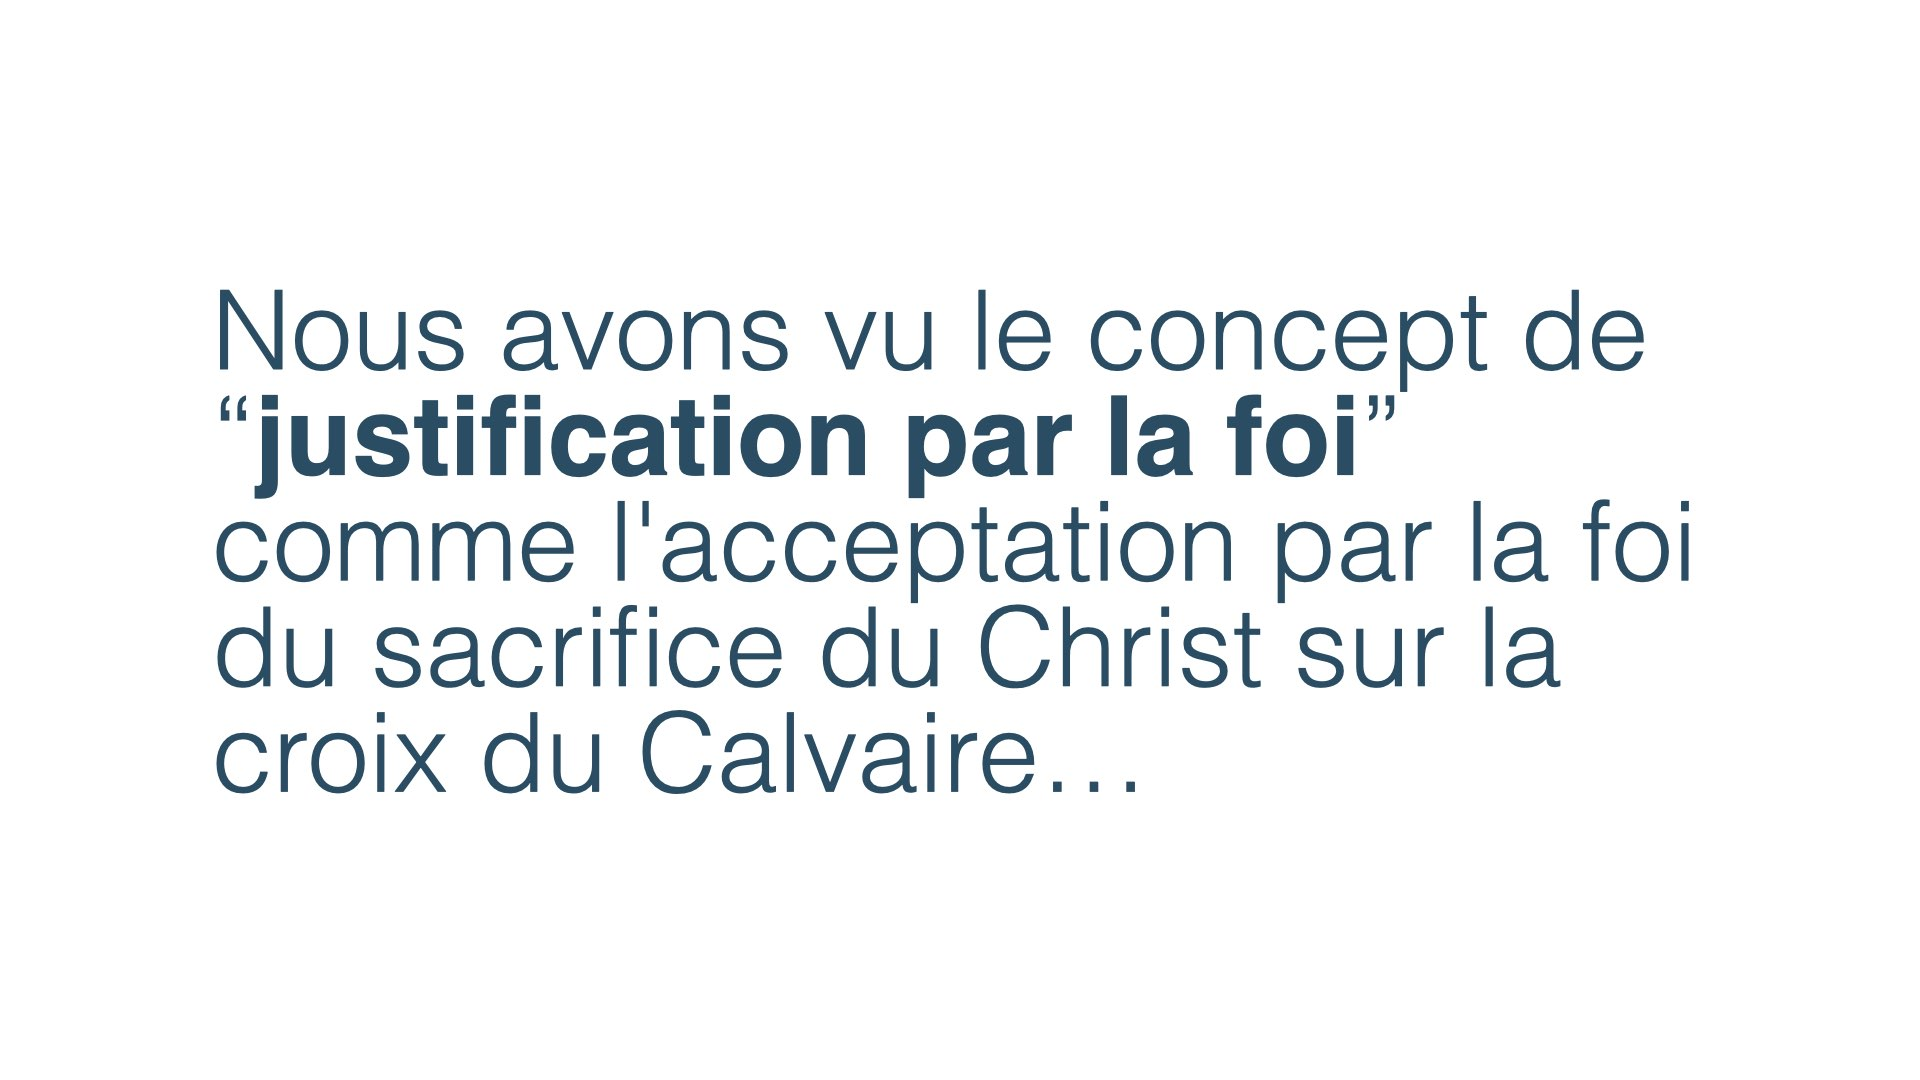 Nous avons vu le concept de
“justification par la foi”
comme l'acceptation par la foi
du sacrifice du Christ sur la
croix du Calvaire…